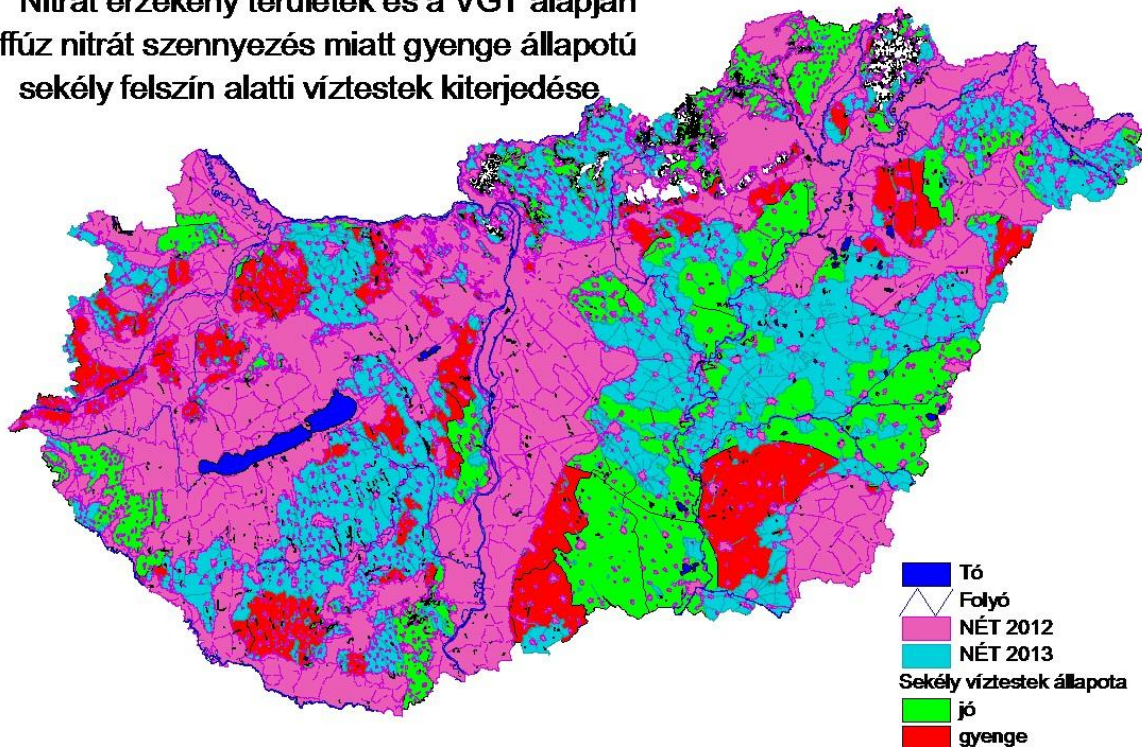 Nitrát érzékeny területek és a VGT alapján
ffúz nitrát szennyezés miatt gyenge állapotú
sekély felszín alatti víztestek kiterjedése
Tó
Folyó
NÉT 2012
NÉT 2013
Sekély víztestek állapota
jó
gyenge